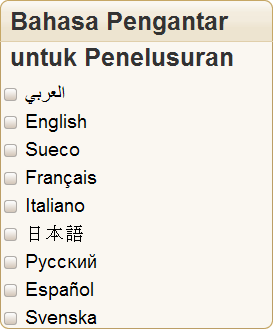 Bahasa Pengantar
untuk Penelusuran
العربي
English
Sueco
Français
Italiano
日本語
Русский
Español
Svenska